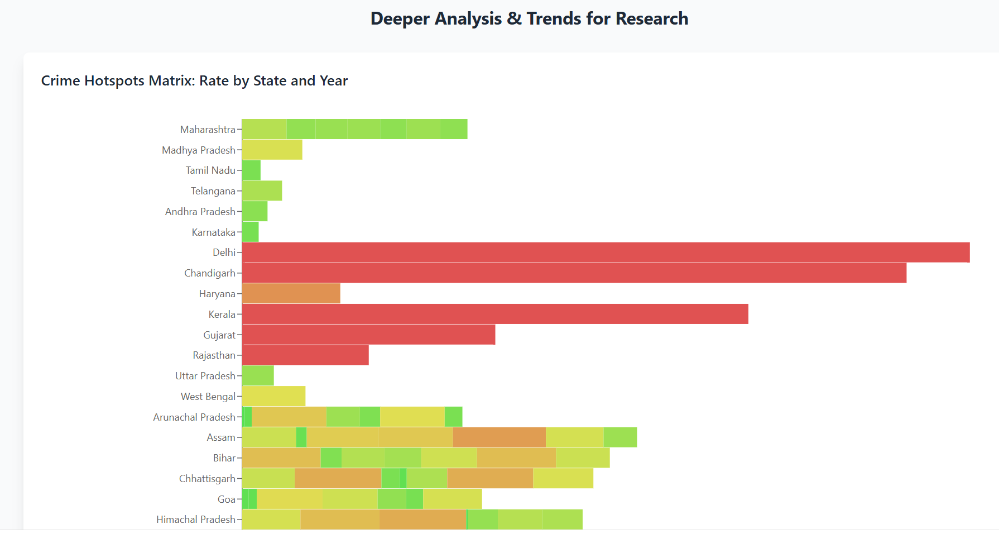 Deeper Analysis & Trends for Research
Crime Hotspots Matrix: Rate by State and Year
Maharashtra
Madhya Pradesh
Tamil Nadu
Telangana
Andhra Pradesh
Karnataka
Delhi
Chandigarh
Haryana
Kerala
Gujarat
Rajasthan
Uttar Pradesh
West Bengal
Arunachal Pradesh
Assam
Bihar
Chhattisgarh
Goa
Himachal Pradesh